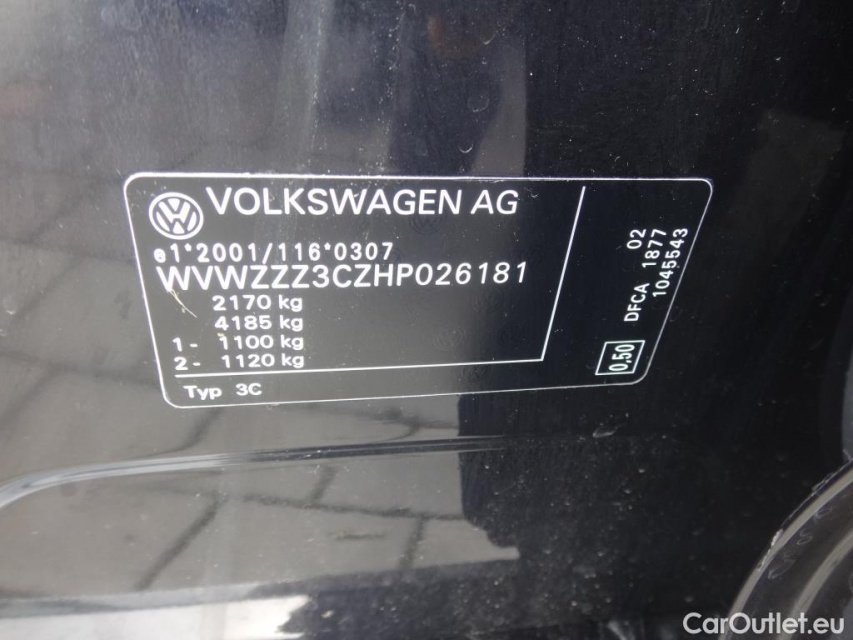 VOLKSWAGEN AG
e1*2001/116*0307
WVWZZZ3CZHP026181
2170 kg
4185 kg
1- 1100 kg
2- 1120 kg
Typ 3C
02
DFCA 1877
1045543
0,50
CarOutlet.eu